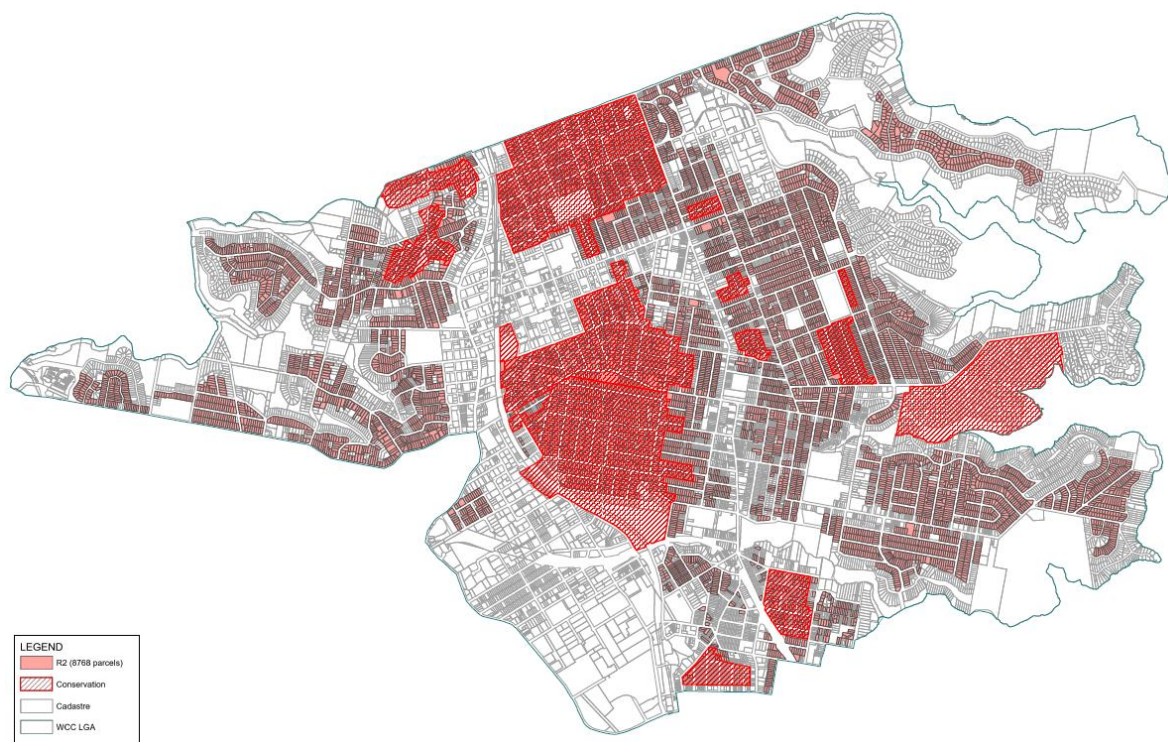 LEGEND
R2 (8768 parcels)
Conservation
Cadastre
WCC LGA